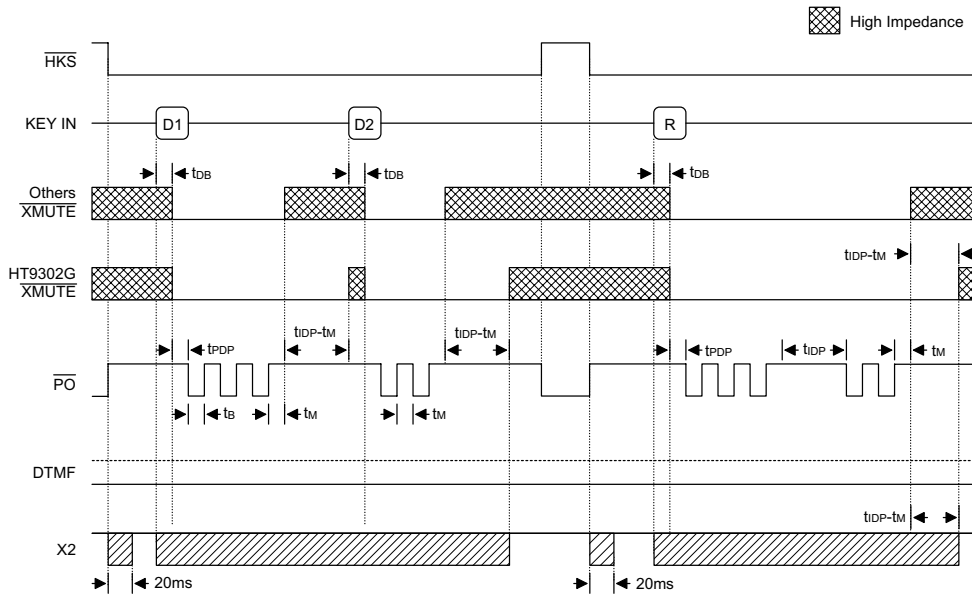 High Impedance
HKS
KEY IN
D1
D2
R
tDB
tDB
tDB
Others
XMUTE
tIDP-tM
HT9302G
XMUTE
tPDP
tIDP-tM
tIDP-tM
tPDP
tIDP
tM
PO
tB
tM
tM
DTMF
tIDP-tM
X2
20ms
20ms